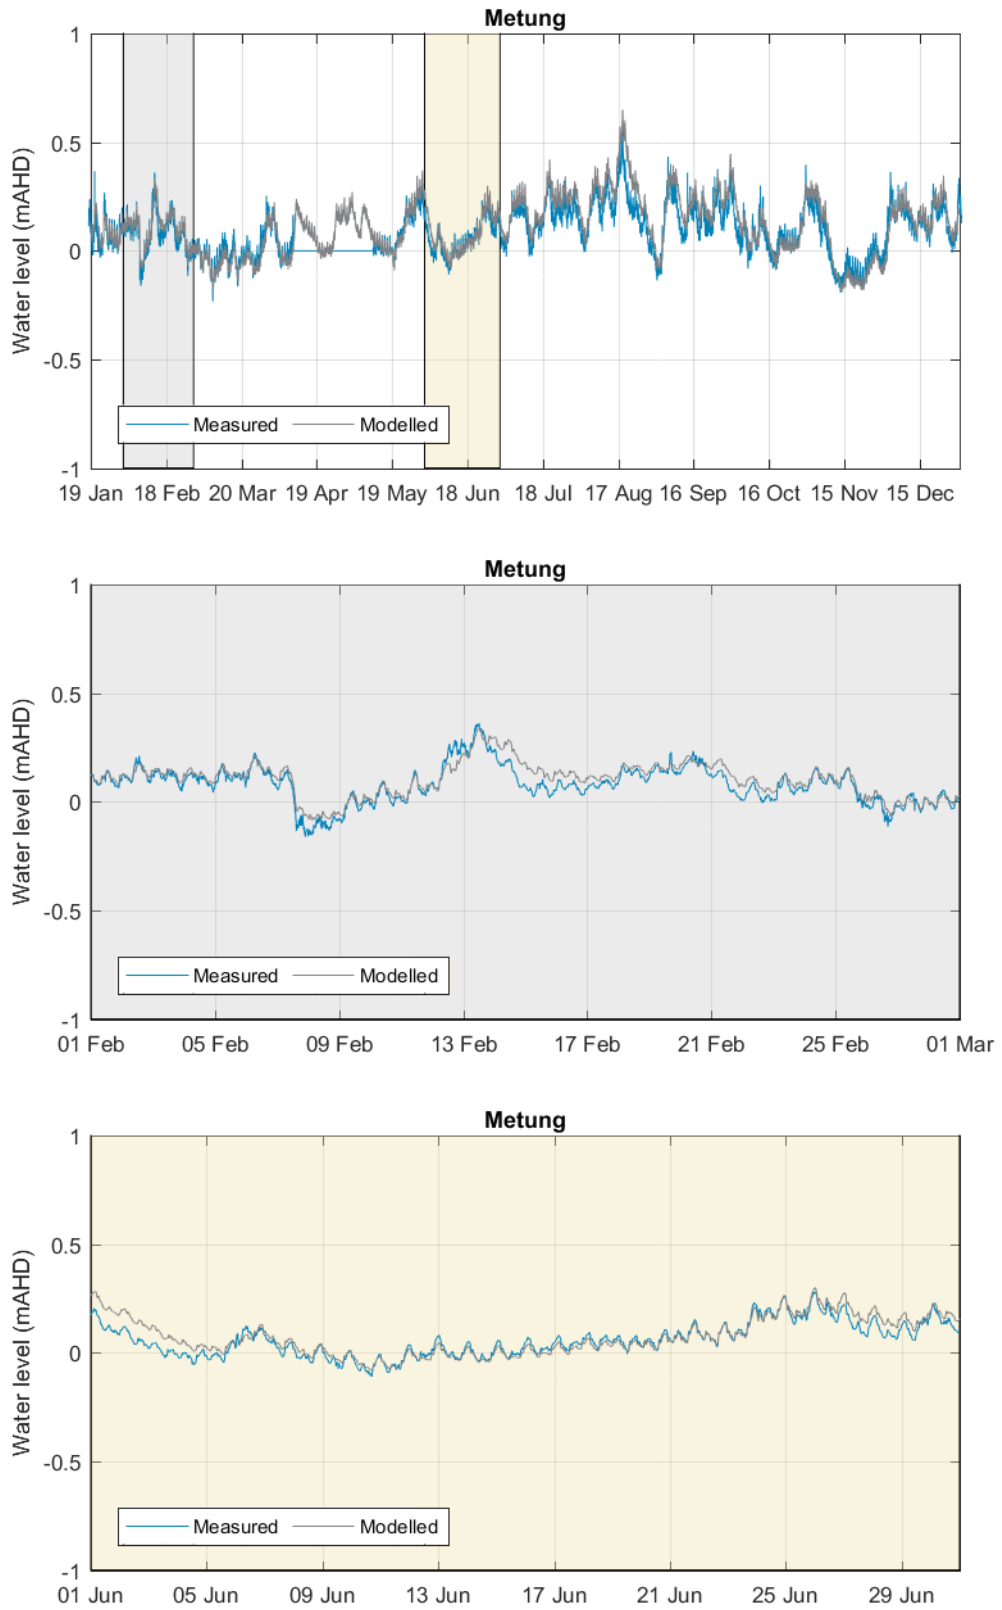 Metung
1
0.5
0
-0.5
-1
Water level (mAHD)
Measured Modelled
19 Jan 18 Feb 20 Mar 19 Apr 19 May 18 Jun 18 Jul 17 Aug 16 Sep 16 Oct 15 Nov 15 Dec
Metung
1
0.5
0
-0.5
-1
Water level (mAHD)
Measured Modelled
01 Feb 05 Feb 09 Feb 13 Feb 17 Feb 21 Feb 25 Feb 01 Mar
Metung
1
0.5
0
-0.5
-1
Water level (mAHD)
Measured Modelled
01 Jun 05 Jun 09 Jun 13 Jun 17 Jun 21 Jun 25 Jun 29 Jun